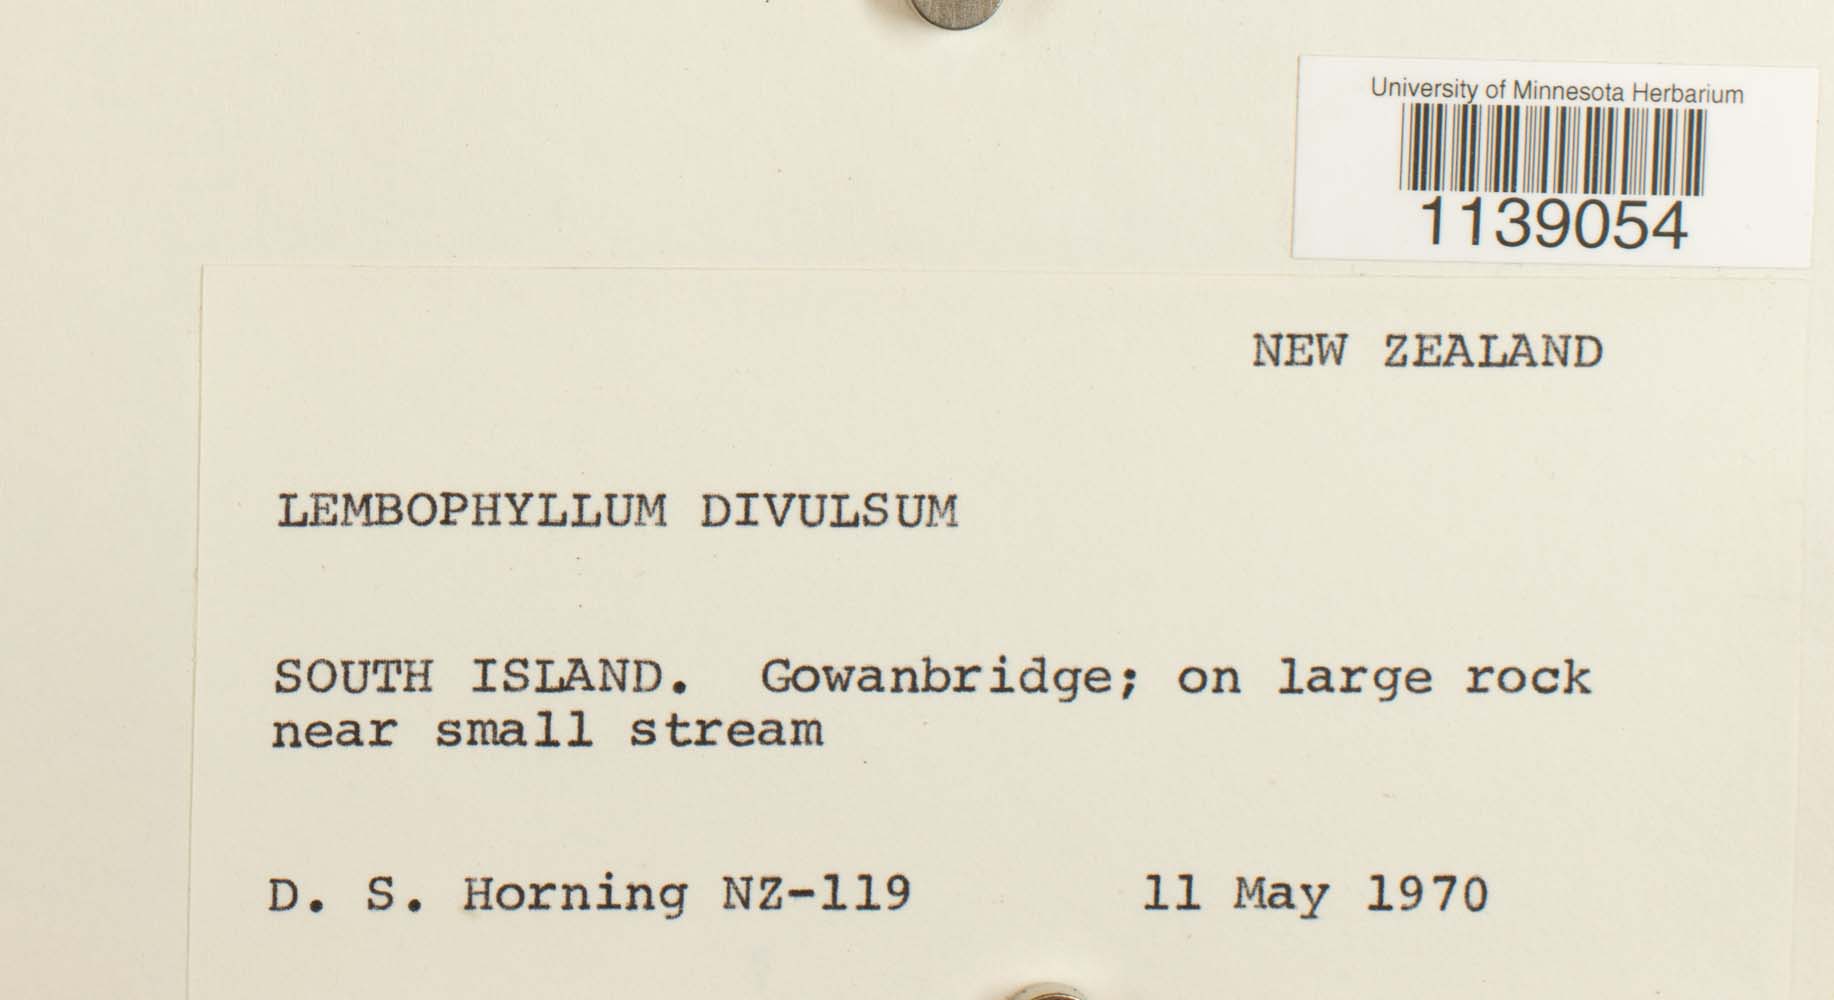 University of Minnesota Herbarium
1139054
NEW ZEALAND
LEMBOPHYLLUM DIVULSUM
SOUTH ISLAND. Gowanbridge; on large rock
near small stream
D. S. Horning NZ-119 11 May 1970